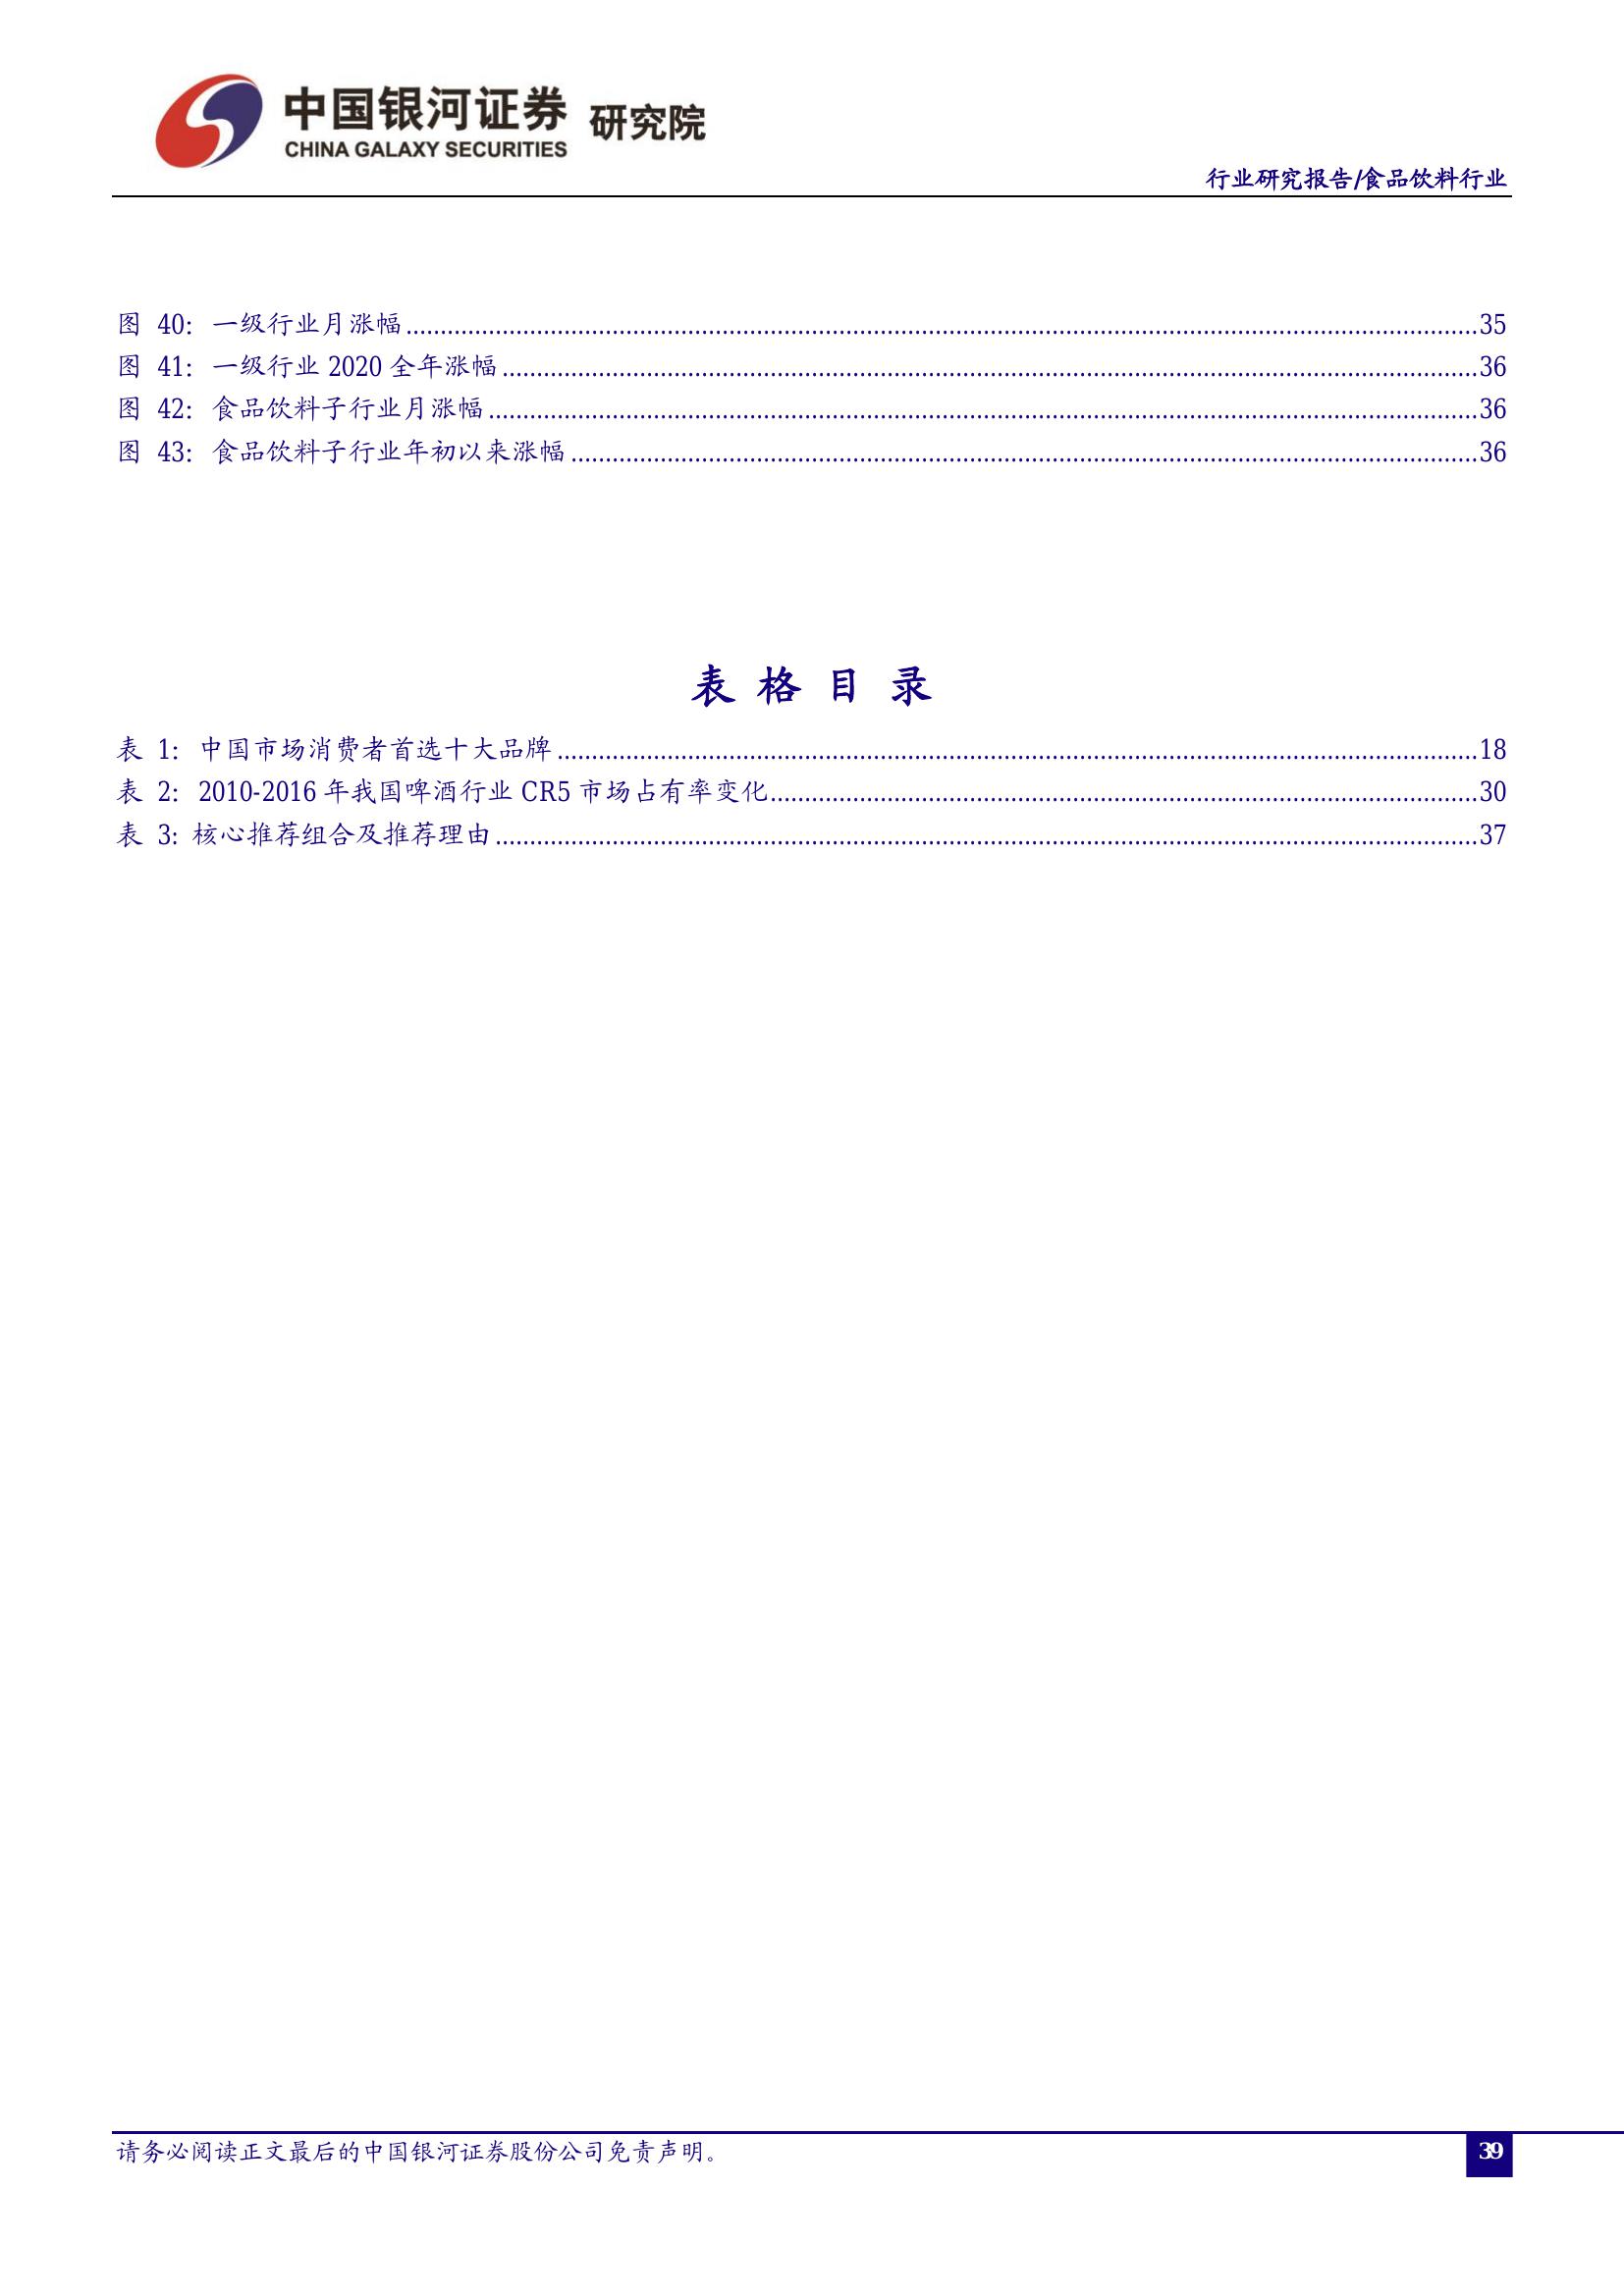 中国银河证券 研究院
CHINA GALAXY SECURITIES
行业研究报告/食品饮料行业
图 40: 一级行业月涨幅................................................35
图 41: 一级行业 2020 全年涨幅................................................36
图 42: 食品饮料子行业月涨幅................................................36
图 43: 食品饮料子行业年初以来涨幅................................................36
表 格 目 录
表 1: 中国市场消费者首选十大品牌................................................18
表 2: 2010-2016 年我国啤酒行业 CR5 市场占有率变化................................................30
表 3: 核心推荐组合及推荐理由................................................37
请务必阅读正文最后的中国银河证券股份公司免责声明。
39